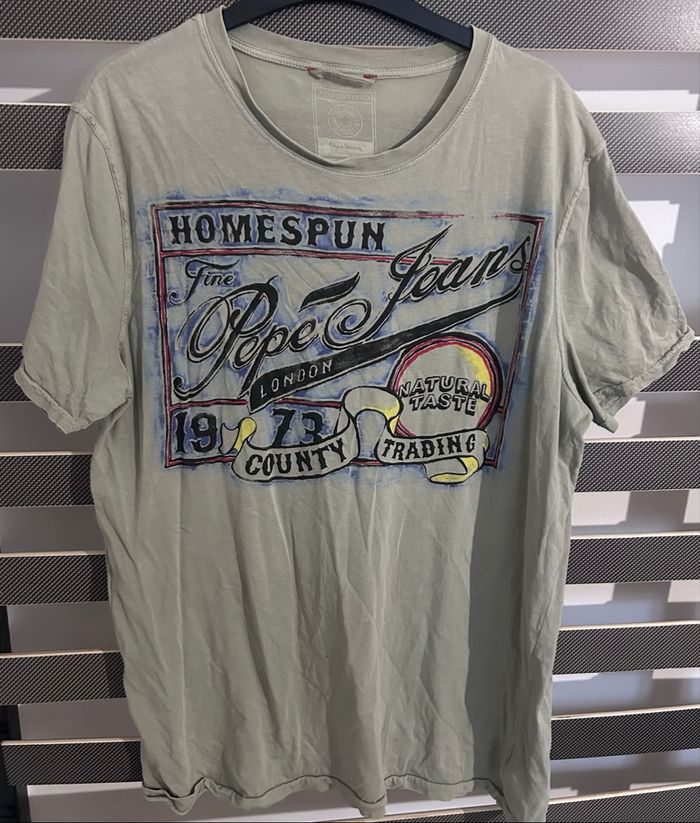 HOMESPUN
Fine
Pepe Jeans
LONDON
NATURAL
TASTE
19 73
COUNTY TRADING